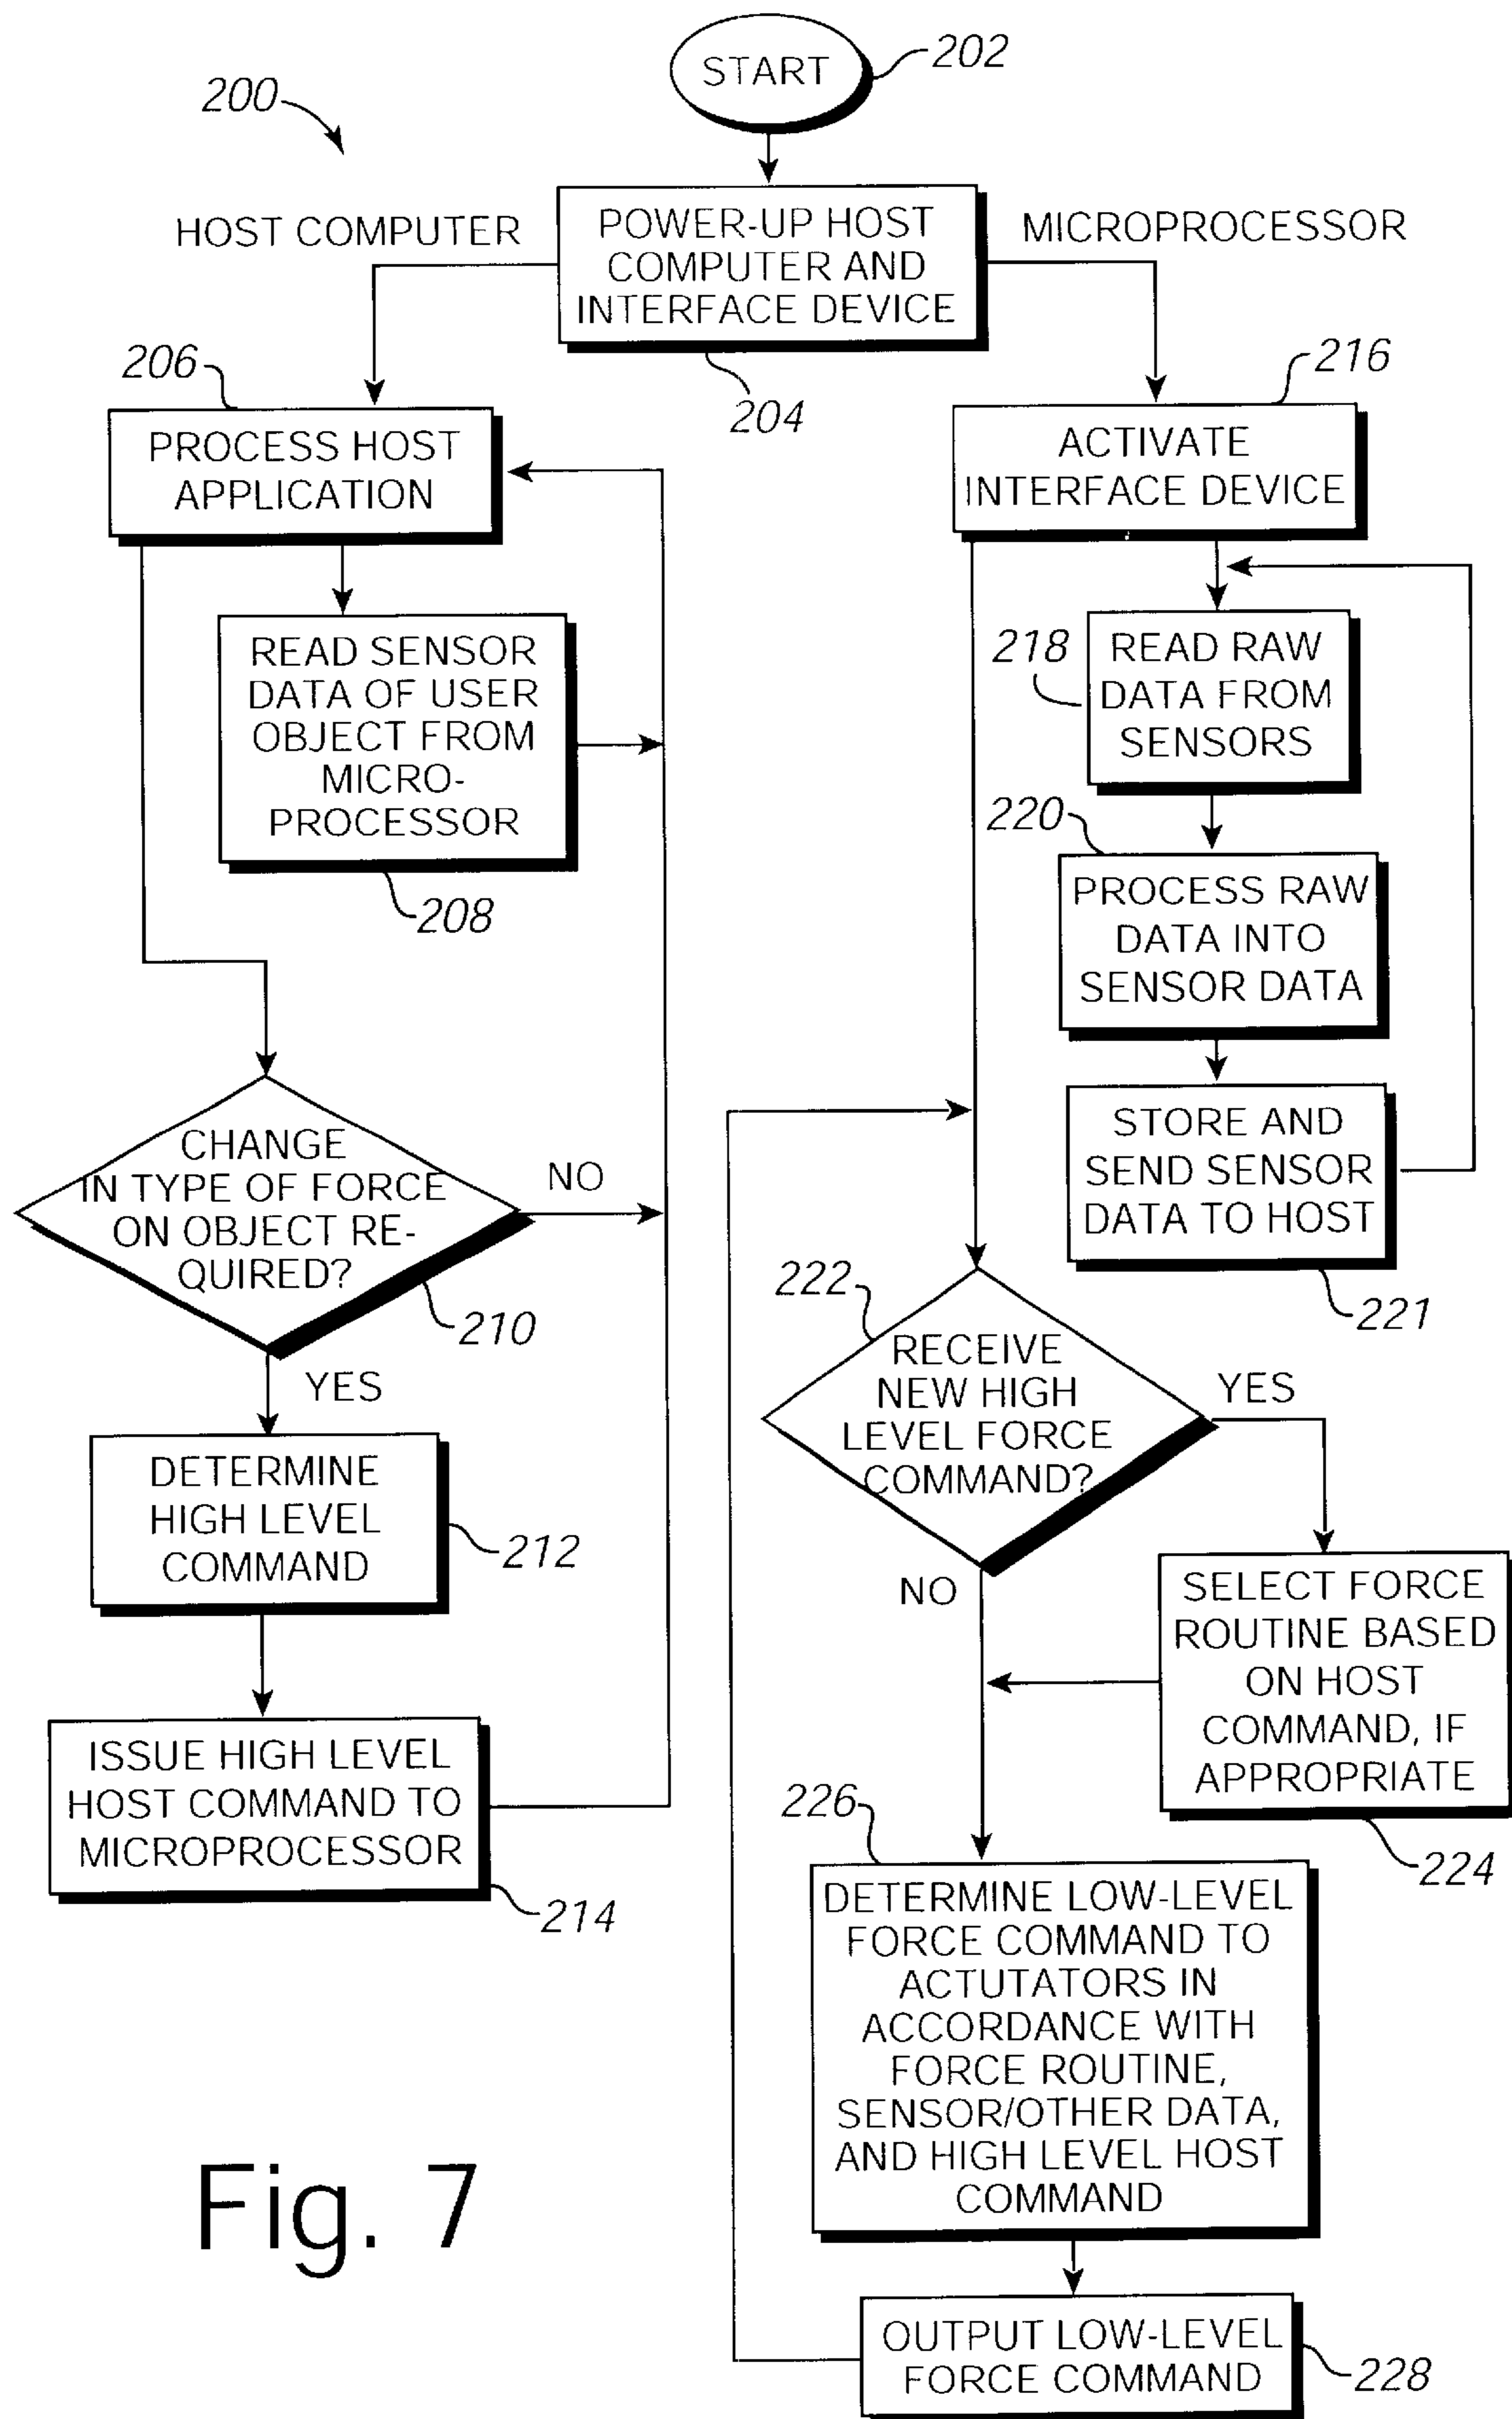 START
202
200
HOST COMPUTER
POWER-UP HOST
COMPUTER AND
INTERFACE DEVICE
MICROPROCESSOR
204
206
PROCESS HOST
APPLICATION
READ SENSOR
DATA OF USER
OBJECT FROM
MICRO-
PROCESSOR
208
CHANGE
IN TYPE OF FORCE
ON OBJECT RE-
QUIRED?
NO
210
YES
DETERMINE
HIGH LEVEL
COMMAND
212
ISSUE HIGH LEVEL
HOST COMMAND TO
MICROPROCESSOR
214
216
ACTIVATE
INTERFACE DEVICE
218
READ RAW
DATA FROM
SENSORS
220
PROCESS RAW
DATA INTO
SENSOR DATA
STORE AND
SEND SENSOR
DATA TO HOST
221
222
RECEIVE
NEW HIGH
LEVEL FORCE
COMMAND?
YES
NO
SELECT FORCE
ROUTINE BASED
ON HOST
COMMAND, IF
APPROPRIATE
224
226
DETERMINE LOW-LEVEL
FORCE COMMAND TO
ACTUTATORS IN
ACCORDANCE WITH
FORCE ROUTINE,
SENSOR/OTHER DATA,
AND HIGH LEVEL HOST
COMMAND
OUTPUT LOW-LEVEL
FORCE COMMAND
228
Fig. 7